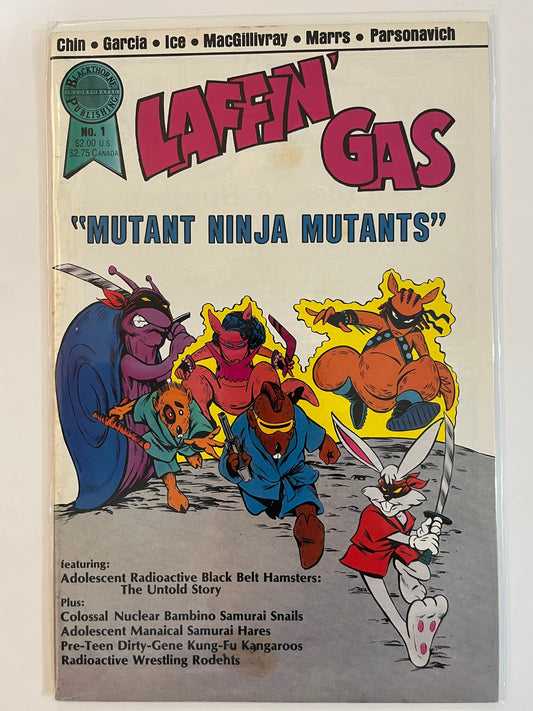 Chin • Garcia • Ice • MacGillivray • Marrs • Parsonavich
BLACKTHORNE
INCORPORATED
PUBLISHING
No. 1
$2.00 U.S.
$2.75 CANADA
LAFFIN' GAS
"MUTANT NINJA MUTANTS"
featuring:
Adolescent Radioactive Black Belt Hamsters:
The Untold Story
Plus:
Colossal Nuclear Bambino Samurai Snails
Adolescent Manaical Samurai Hares
Pre-Teen Dirty-Gene Kung-Fu Kangaroos
Radioactive Wrestling Rodehts